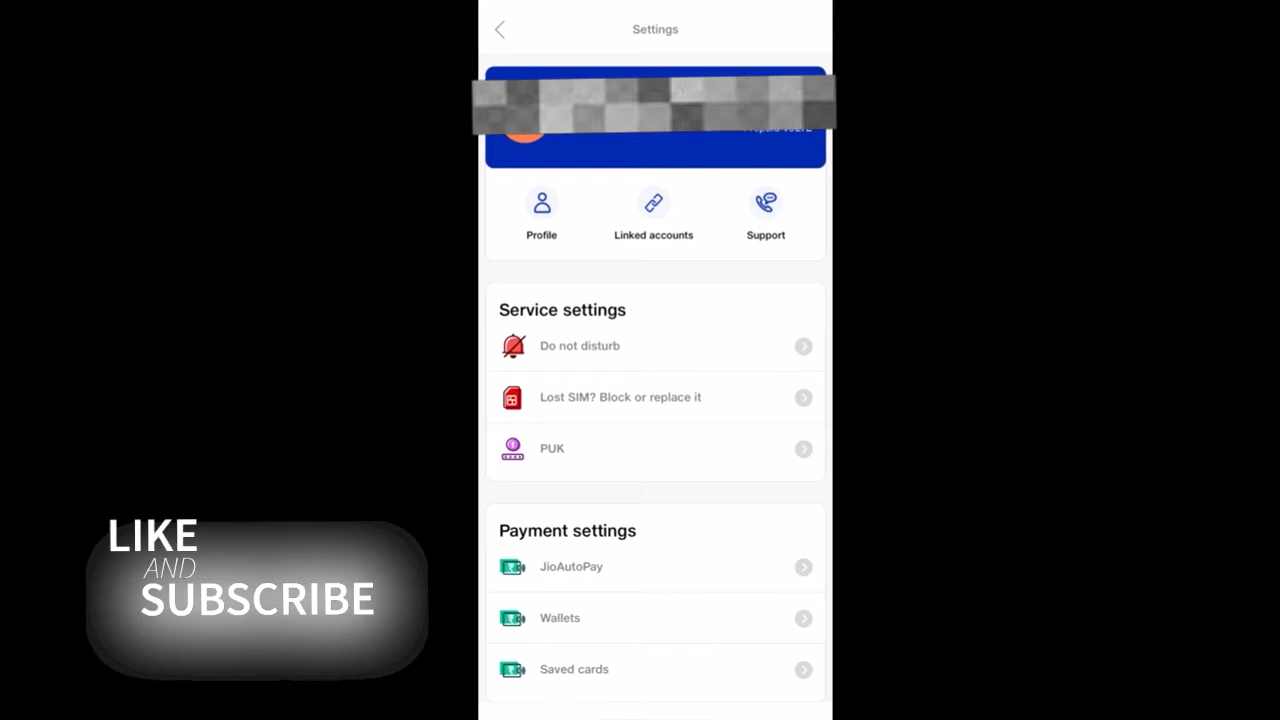 Settings
Profile
Linked accounts
Support
Service settings
Do not disturb
Lost SIM? Block or replace it
PUK
Payment settings
JioAutoPay
Wallets
Saved cards
LIKE
AND
SUBSCRIBE